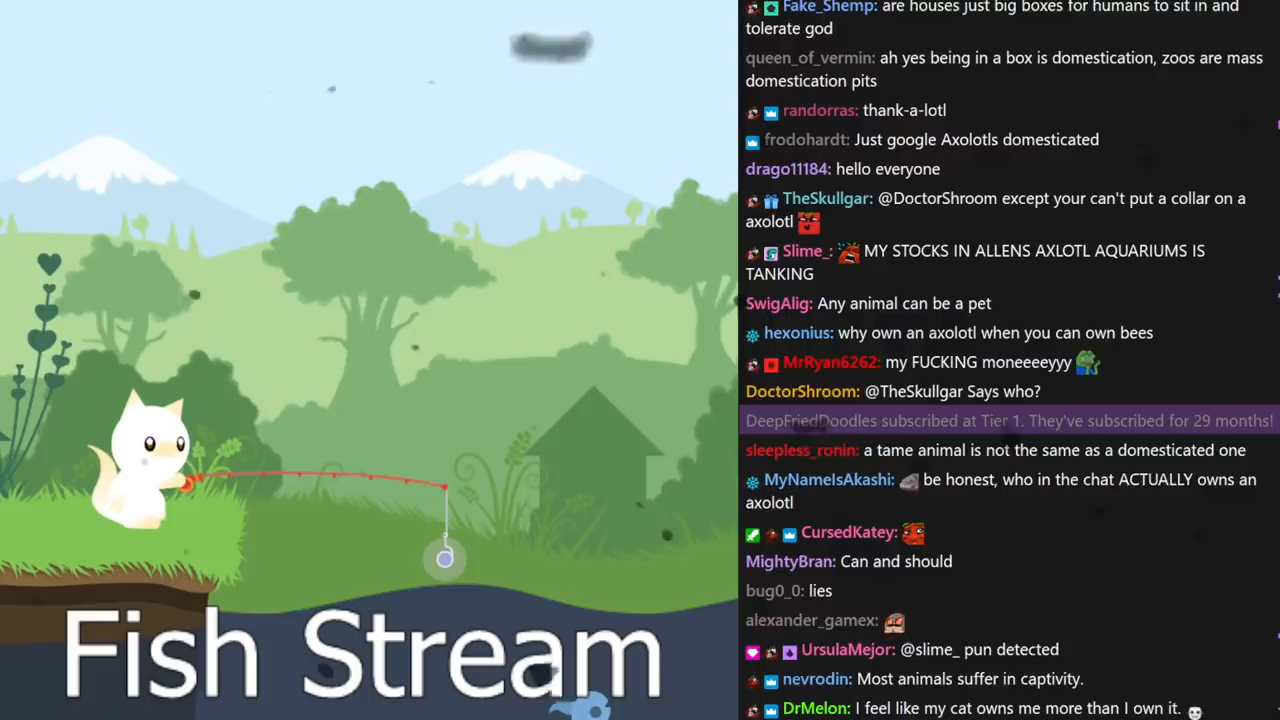 Fake_Shemp: are houses just big boxes for humans to sit in and
tolerate god
queen_of_vermin: ah yes being in a box is domestication, zoos are mass
domestication pits
randorras: thank-a-lotl
frodohardt: Just google Axolotls domesticated
drago11184: hello everyone
TheSkullgar: @DoctorShroom except your can't put a collar on a
axolotl
Slime_: MY STOCKS IN ALLENS AXLOTL AQUARIUMS IS
TANKING
SwigAlig: Any animal can be a pet
hexonius: why own an axolotl when you can own bees
MrRyan6262: my FUCKING moneeeeyyy
DoctorShroom: @TheSkullgar Says who?
DeepFriedDoodles subscribed at Tier 1. They've subscribed for 29 months!
sleepless_ronin: a tame animal is not the same as a domesticated one
MyNameIsAkashi: be honest, who in the chat ACTUALLY owns an
axolotl
CursedKatey:
MightyBran: Can and should
bug0_0: lies
alexander_gamex:
UrsulaMejor: @slime_ pun detected
nevrodin: Most animals suffer in captivity.
DrMelon: I feel like my cat owns me more than I own it.
Fish Stream